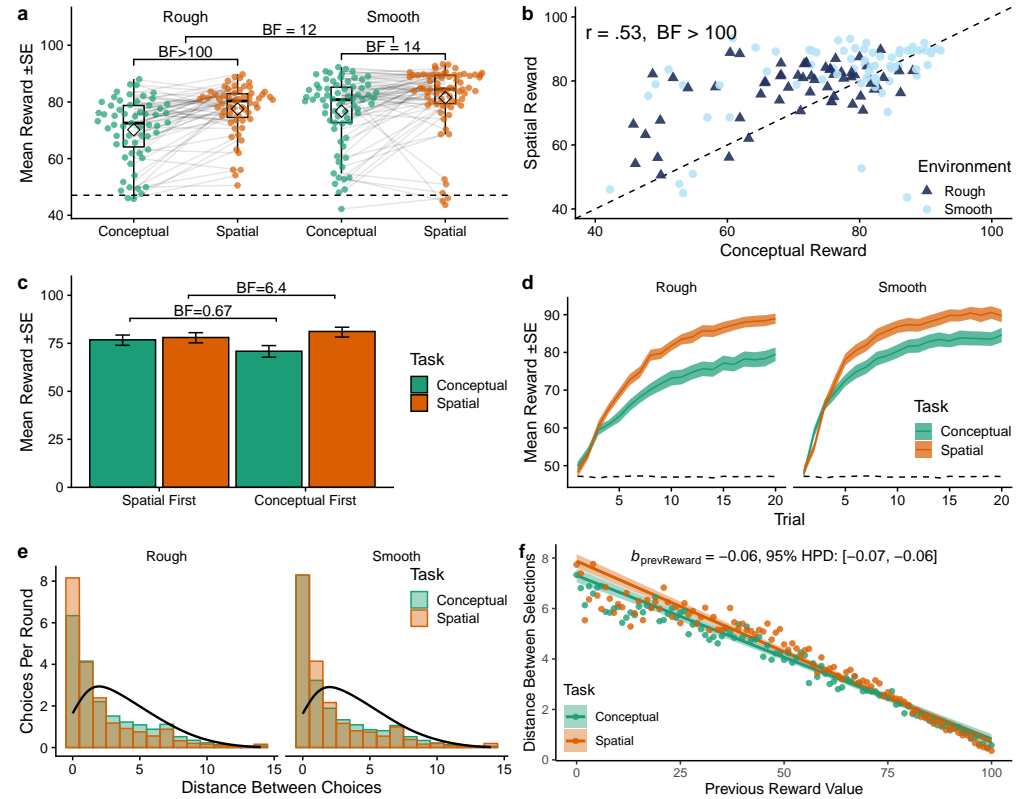 a
Rough
Smooth
BF = 12
BF>100
BF = 14
Mean Reward ±SE
100
80
60
40
Conceptual
Spatial
Conceptual
Spatial
b
r = .53, BF > 100
Spatial Reward
100
80
60
40
40
60
80
100
Conceptual Reward
Environment
Rough
Smooth
c
BF=6.4
BF=0.67
Mean Reward ±SE
100
75
50
25
0
Spatial First
Conceptual First
Task
Conceptual
Spatial
d
Rough
Smooth
Mean Reward ±SE
90
80
70
60
50
5
10
15
20
5
10
15
20
Trial
Task
Conceptual
Spatial
e
Rough
Smooth
Choices Per Round
8
6
4
2
0
0
5
10
15
0
5
10
15
Distance Between Choices
Task
Conceptual
Spatial
f
b prevReward = −0.06, 95% HPD: [−0.07, −0.06]
Distance Between Selections
8
6
4
2
0
0
25
50
75
100
Previous Reward Value
Task
Conceptual
Spatial